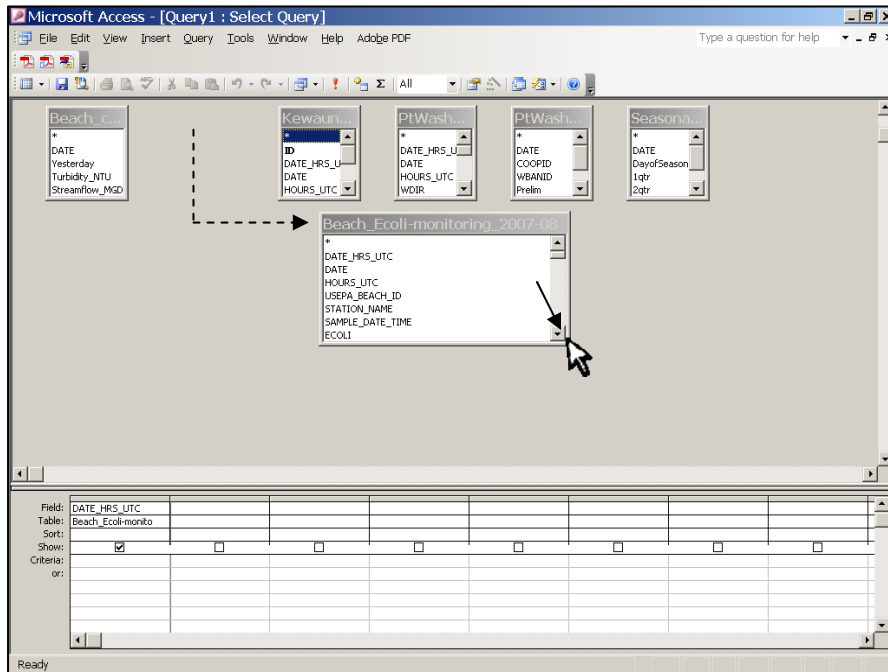 Microsoft Access - [Query1 : Select Query]
File Edit View Insert Query Tools Window Help Adobe PDF Type a question for help
All
Beach_c...
*
DATE
Yesterday
Turbidity_NTU
Streamflow_MGD
Kewaun...
*
ID
DATE_HRS_U
DATE
HOURS_UTC
PtWash...
*
DATE_HRS_U
DATE
HOURS_UTC
WDIR
PtWash...
*
DATE
COOPID
WBANID
Prelim
Seasona...
*
DATE
DayofSeason
1qtr
2qtr
Beach_Ecoli-monitoring_2007-08
*
DATE_HRS_UTC
DATE
HOURS_UTC
USEPA_BEACH_ID
STATION_NAME
SAMPLE_DATE_TIME
ECOLI
Field: DATE_HRS_UTC
Table: Beach_Ecoli-monito
Sort:
Show:
Criteria:
or:
Ready